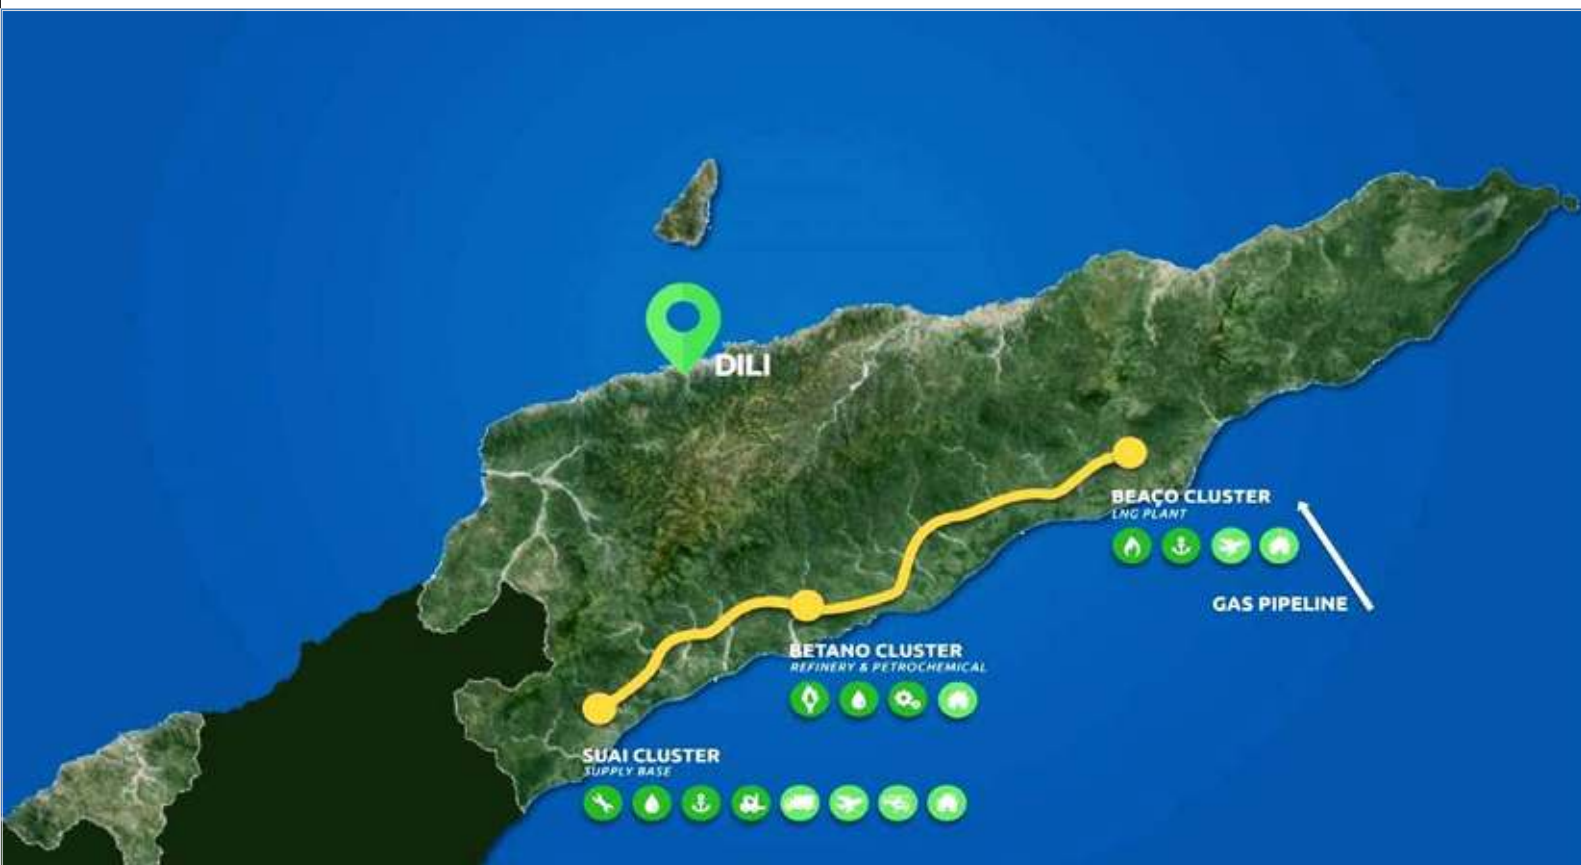 DILI
BEAÇO CLUSTER
LNG PLANT
GAS PIPELINE
BETANO CLUSTER
REFINERY & PETROCHEMICAL
SUAI CLUSTER
SUPPLY BASE